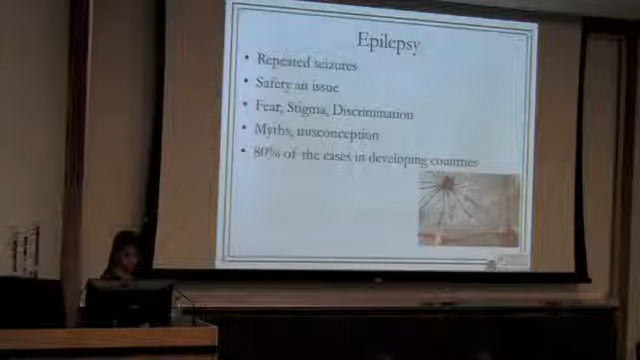 Epilepsy
• Repeated seizures
• Safety an issue
• Fear, Stigma, Discrimination
• Myths, misconception
• 80% of the cases in developing countries